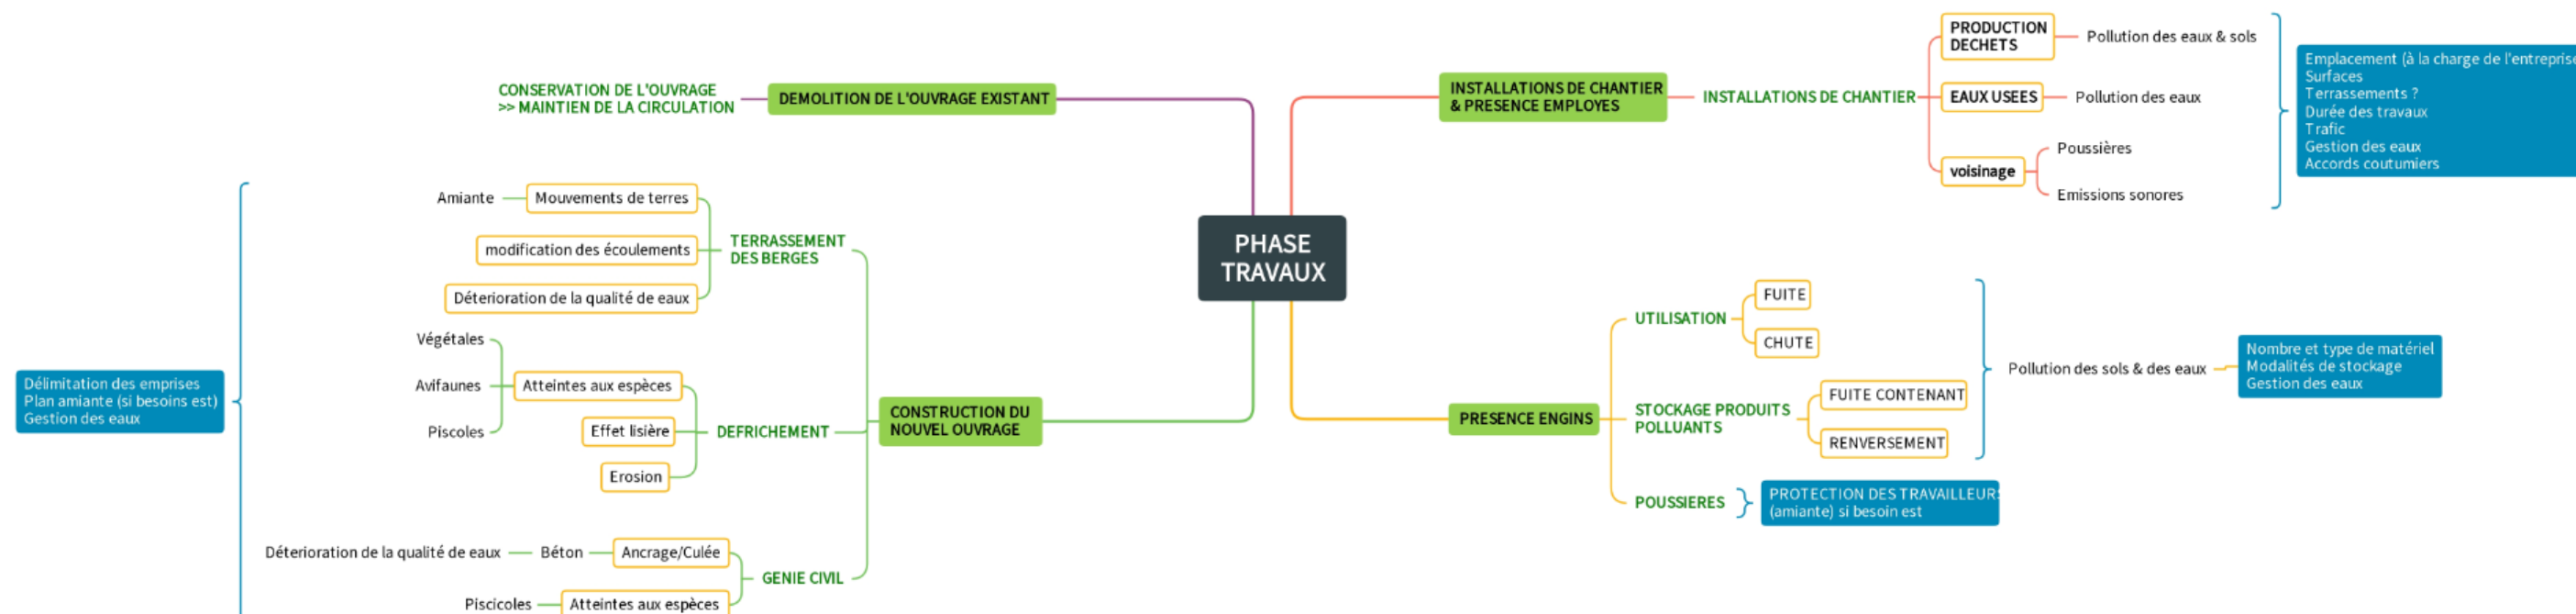 PHASE
TRAVAUX
DEMOLITION DE L'OUVRAGE EXISTANT
CONSERVATION DE L'OUVRAGE
>> MAINTIEN DE LA CIRCULATION
CONSTRUCTION DU
NOUVEL OUVRAGE
TERRASSEMENT
DES BERGES
Mouvements de terres
Amiante
modification des écoulements
Déterioration de la qualité de eaux
DEFRICHEMENT
Atteintes aux espèces
Végétales
Avifaunes
Piscoles
Effet lisière
Erosion
GENIE CIVIL
Ancrage/Culée
Béton
Déterioration de la qualité de eaux
Atteintes aux espèces
Piscicoles
Délimitation des emprises
Plan amiante (si besoins est)
Gestion des eaux
INSTALLATIONS DE CHANTIER
& PRESENCE EMPLOYES
INSTALLATIONS DE CHANTIER
PRODUCTION
DECHETS
Pollution des eaux & sols
EAUX USEES
Pollution des eaux
voisinage
Poussières
Emissions sonores
Emplacement (à la charge de l'entreprise
Surfaces
Terrassements ?
Durée des travaux
Trafic
Gestion des eaux
Accords coutumiers
PRESENCE ENGINS
UTILISATION
FUITE
CHUTE
STOCKAGE PRODUITS
POLLUANTS
FUITE CONTENANT
RENVERSEMENT
Pollution des sols & des eaux
Nombre et type de matériel
Modalités de stockage
Gestion des eaux
POUSSIERES
PROTECTION DES TRAVAILLEURS
(amiante) si besoin est